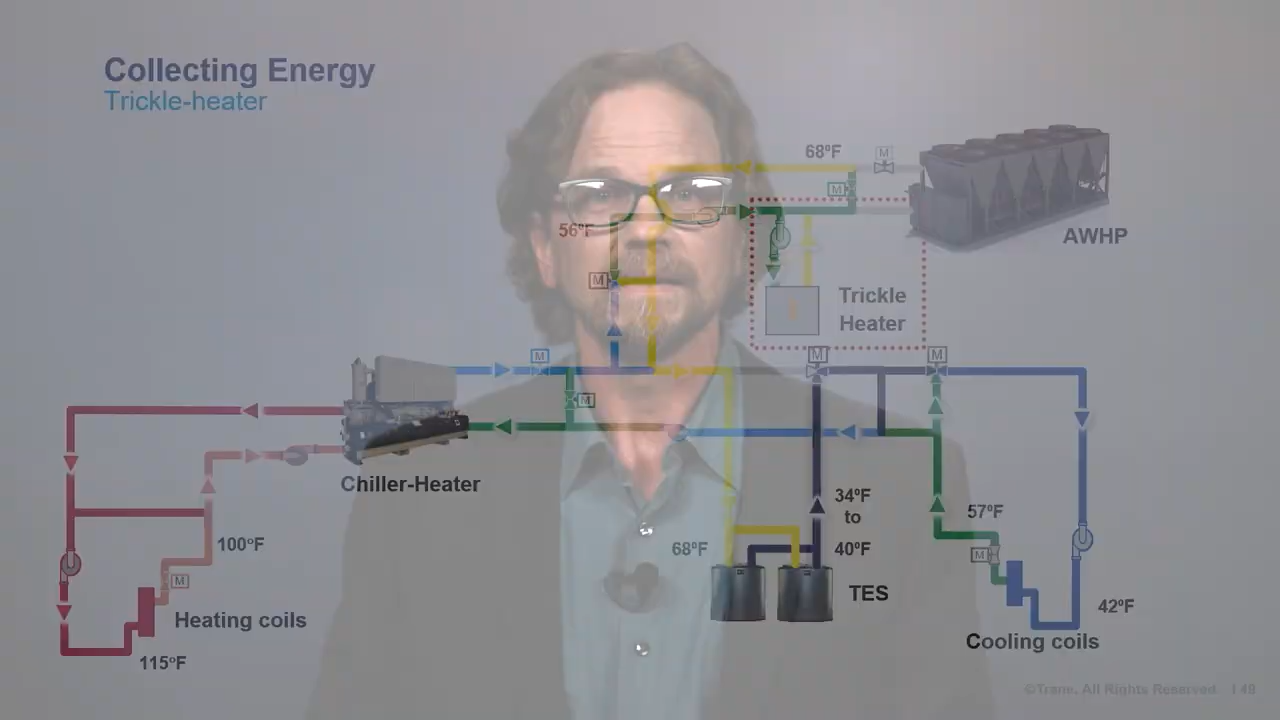 Collecting Energy
Trickle-heater
68ºF
M
M
AWHP
56ºF
M
Trickle
Heater
M
M
M
M
Chiller-Heater
34ºF
to
40ºF
57ºF
M
68ºF
100ºF
M
TES
42ºF
Heating coils
Cooling coils
115ºF
©Trane. All Rights Reserved. | 49